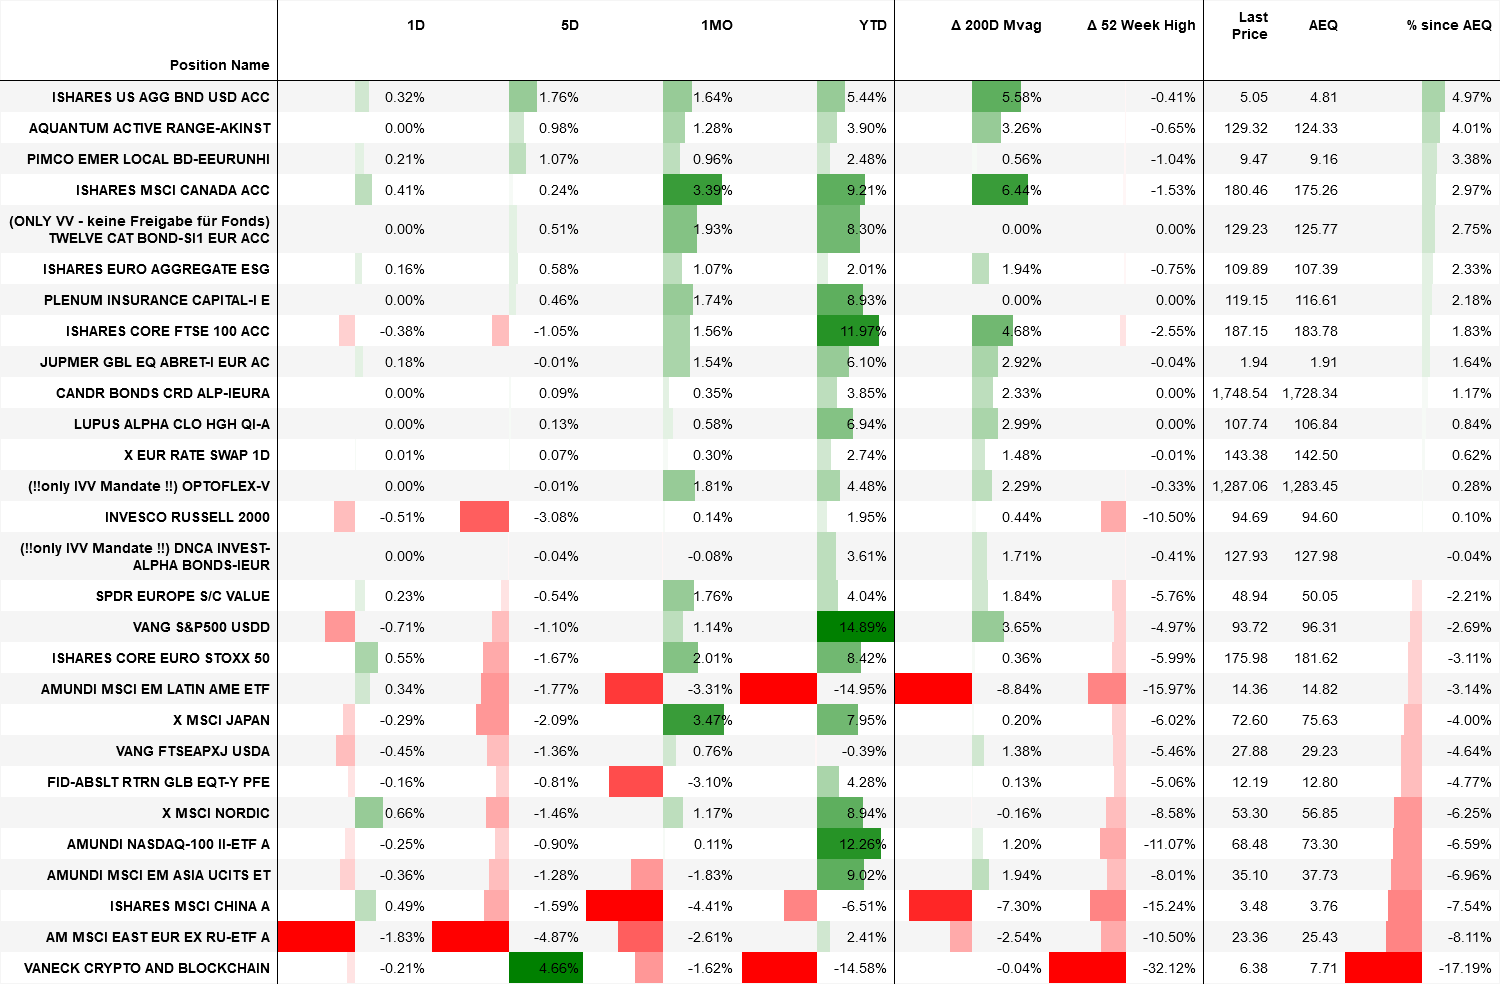 1D 5D 1MO YTD Δ 200D Mvag Δ 52 Week High Last AEQ % since AEQ
Price
Position Name
ISHARES US AGG BND USD ACC 0.32% 1.76% 1.64% 5.44% 5.58% -0.41% 5.05 4.81 4.97%
AQUANTUM ACTIVE RANGE-AKINST 0.00% 0.98% 1.28% 3.90% 3.26% -0.65% 129.32 124.33 4.01%
PIMCO EMER LOCAL BD-EEURUNHI 0.21% 1.07% 0.96% 2.48% 0.56% -1.04% 9.47 9.16 3.38%
ISHARES MSCI CANADA ACC 0.41% 0.24% 3.39% 9.21% 6.44% -1.53% 180.46 175.26 2.97%
(ONLY VV - keine Freigabe für Fonds)
TWELVE CAT BOND-SI1 EUR ACC 0.00% 0.51% 1.93% 8.30% 0.00% 0.00% 129.23 125.77 2.75%
ISHARES EURO AGGREGATE ESG 0.16% 0.58% 1.07% 2.01% 1.94% -0.75% 109.89 107.39 2.33%
PLENUM INSURANCE CAPITAL-I E 0.00% 0.46% 1.74% 8.93% 0.00% 0.00% 119.15 116.61 2.18%
ISHARES CORE FTSE 100 ACC -0.38% -1.05% 1.56% 11.97% 4.68% -2.55% 187.15 183.78 1.83%
JUPMER GBL EQ ABRET-I EUR AC 0.18% -0.01% 1.54% 6.10% 2.92% -0.04% 1.94 1.91 1.64%
CANDR BONDS CRD ALP-IEURA 0.00% 0.09% 0.35% 3.85% 2.33% 0.00% 1,748.54 1,728.34 1.17%
LUPUS ALPHA CLO HGH QI-A 0.00% 0.13% 0.58% 6.94% 2.99% 0.00% 107.74 106.84 0.84%
X EUR RATE SWAP 1D 0.01% 0.07% 0.30% 2.74% 1.48% -0.01% 143.38 142.50 0.62%
(!!only IVV Mandate !!) OPTOFLEX-V 0.00% -0.01% 1.81% 4.48% 2.29% -0.33% 1,287.06 1,283.45 0.28%
INVESCO RUSSELL 2000 -0.51% -3.08% 0.14% 1.95% 0.44% -10.50% 94.69 94.60 0.10%
(!!only IVV Mandate !!) DNCA INVEST-
ALPHA BONDS-IEUR 0.00% -0.04% -0.08% 3.61% 1.71% -0.41% 127.93 127.98 -0.04%
SPDR EUROPE S/C VALUE 0.23% -0.54% 1.76% 4.04% 1.84% -5.76% 48.94 50.05 -2.21%
VANG S&P500 USDD -0.71% -1.10% 1.14% 14.89% 3.65% -4.97% 93.72 96.31 -2.69%
ISHARES CORE EURO STOXX 50 0.55% -1.67% 2.01% 8.42% 0.36% -5.99% 175.98 181.62 -3.11%
AMUNDI MSCI EM LATIN AME ETF 0.34% -1.77% -3.31% -14.95% -8.84% -15.97% 14.36 14.82 -3.14%
X MSCI JAPAN -0.29% -2.09% 3.47% 7.95% 0.20% -6.02% 72.60 75.63 -4.00%
VANG FTSEAPXJ USDA -0.45% -1.36% 0.76% -0.39% 1.38% -5.46% 27.88 29.23 -4.64%
FID-ABSLT RTRN GLB EQT-Y PFE -0.16% -0.81% -3.10% 4.28% 0.13% -5.06% 12.19 12.80 -4.77%
X MSCI NORDIC 0.66% -1.46% 1.17% 8.94% -0.16% -8.58% 53.30 56.85 -6.25%
AMUNDI NASDAQ-100 II-ETF A -0.25% -0.90% 0.11% 12.26% 1.20% -11.07% 68.48 73.30 -6.59%
AMUNDI MSCI EM ASIA UCITS ET -0.36% -1.28% -1.83% 9.02% 1.94% -8.01% 35.10 37.73 -6.96%
ISHARES MSCI CHINA A 0.49% -1.59% -4.41% -6.51% -7.30% -15.24% 3.48 3.76 -7.54%
AM MSCI EAST EUR EX RU-ETF A -1.83% -4.87% -2.61% 2.41% -2.54% -10.50% 23.36 25.43 -8.11%
VANECK CRYPTO AND BLOCKCHAIN -0.21% 4.66% -1.62% -14.58% -0.04% -32.12% 6.38 7.71 -17.19%